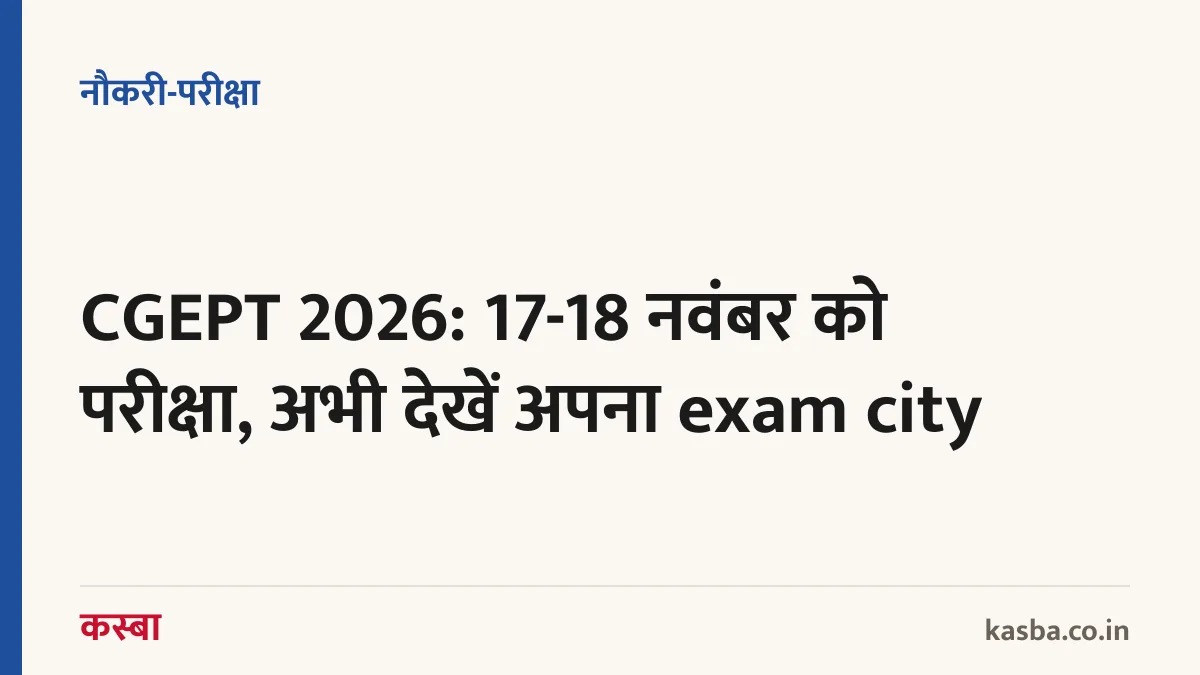 नौकरी-परीक्षा
CGEPT 2026: 17-18 नवंबर को
परीक्षा, अभी देखें अपना exam city
कस्बा
kasba.co.in